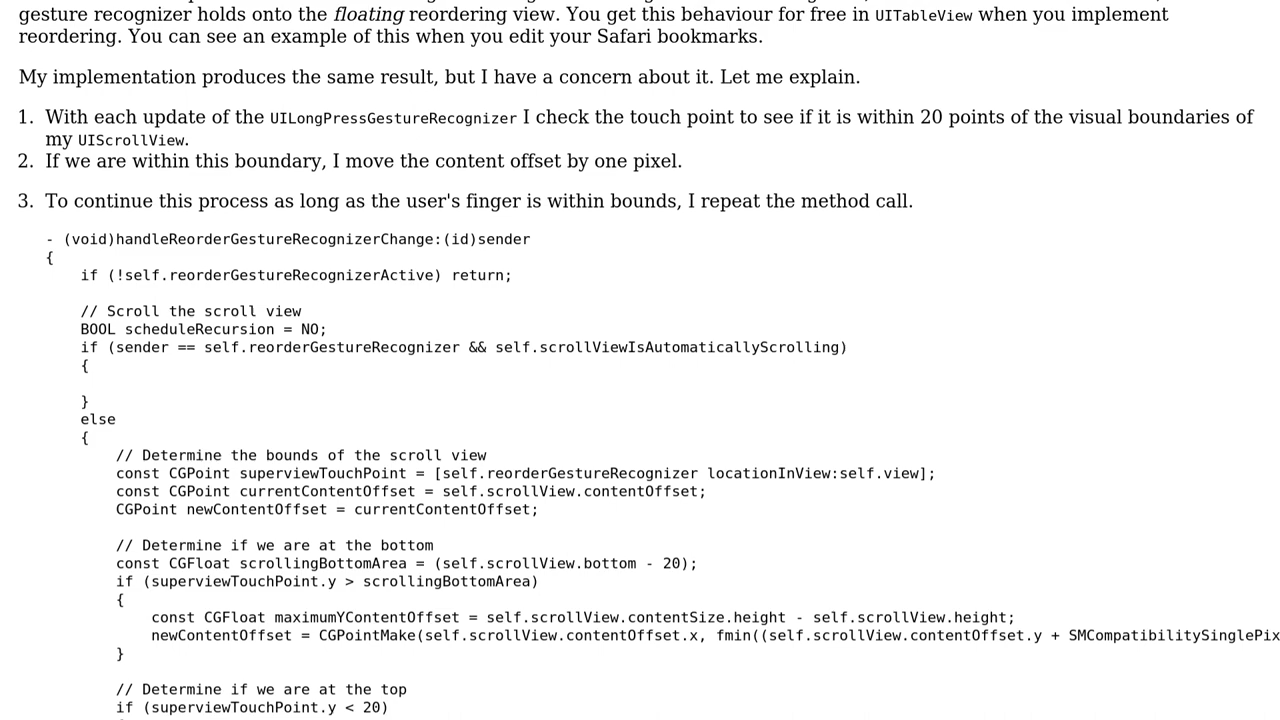 gesture recognizer holds onto the floating reordering view. You get this behaviour for free in UITableView when you implement
reordering. You can see an example of this when you edit your Safari bookmarks.
My implementation produces the same result, but I have a concern about it. Let me explain.
1. With each update of the UILongPressGestureRecognizer I check the touch point to see if it is within 20 points of the visual boundaries of
my UIScrollView.
2. If we are within this boundary, I move the content offset by one pixel.
3. To continue this process as long as the user's finger is within bounds, I repeat the method call.
- (void)handleReorderGestureRecognizerChange:(id)sender
{
if (!self.reorderGestureRecognizerActive) return;
// Scroll the scroll view
BOOL scheduleRecursion = NO;
if (sender == self.reorderGestureRecognizer && self.scrollViewIsAutomaticallyScrolling)
{
}
else
{
// Determine the bounds of the scroll view
const CGPoint superviewTouchPoint = [self.reorderGestureRecognizer locationInView:self.view];
const CGPoint currentContentOffset = self.scrollView.contentOffset;
CGPoint newContentOffset = currentContentOffset;
// Determine if we are at the bottom
const CGFloat scrollingBottomArea = (self.scrollView.bottom - 20);
if (superviewTouchPoint.y > scrollingBottomArea)
{
const CGFloat maximumYContentOffset = self.scrollView.contentSize.height - self.scrollView.height;
newContentOffset = CGPointMake(self.scrollView.contentOffset.x, fmin((self.scrollView.contentOffset.y + SMCompatibilitySinglePix
}
// Determine if we are at the top
if (superviewTouchPoint.y < 20)